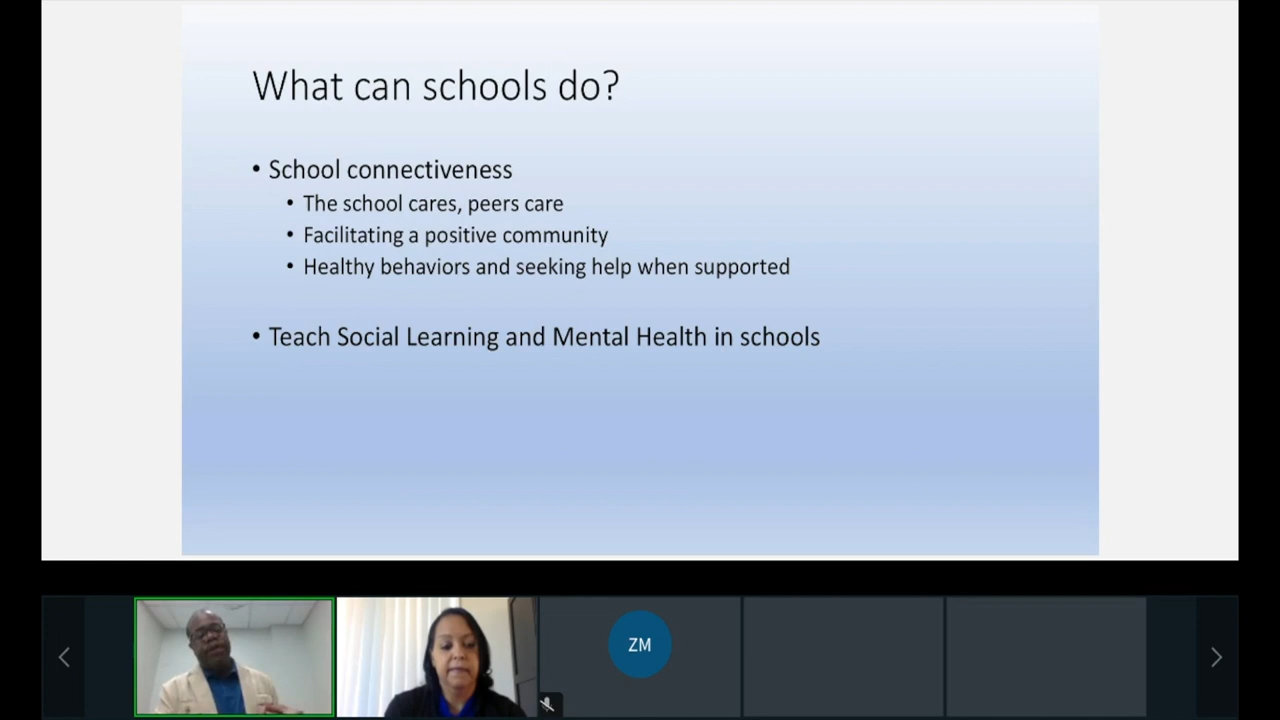 What can schools do?
• School connectiveness
• The school cares, peers care
• Facilitating a positive community
• Healthy behaviors and seeking help when supported
• Teach Social Learning and Mental Health in schools
ZM